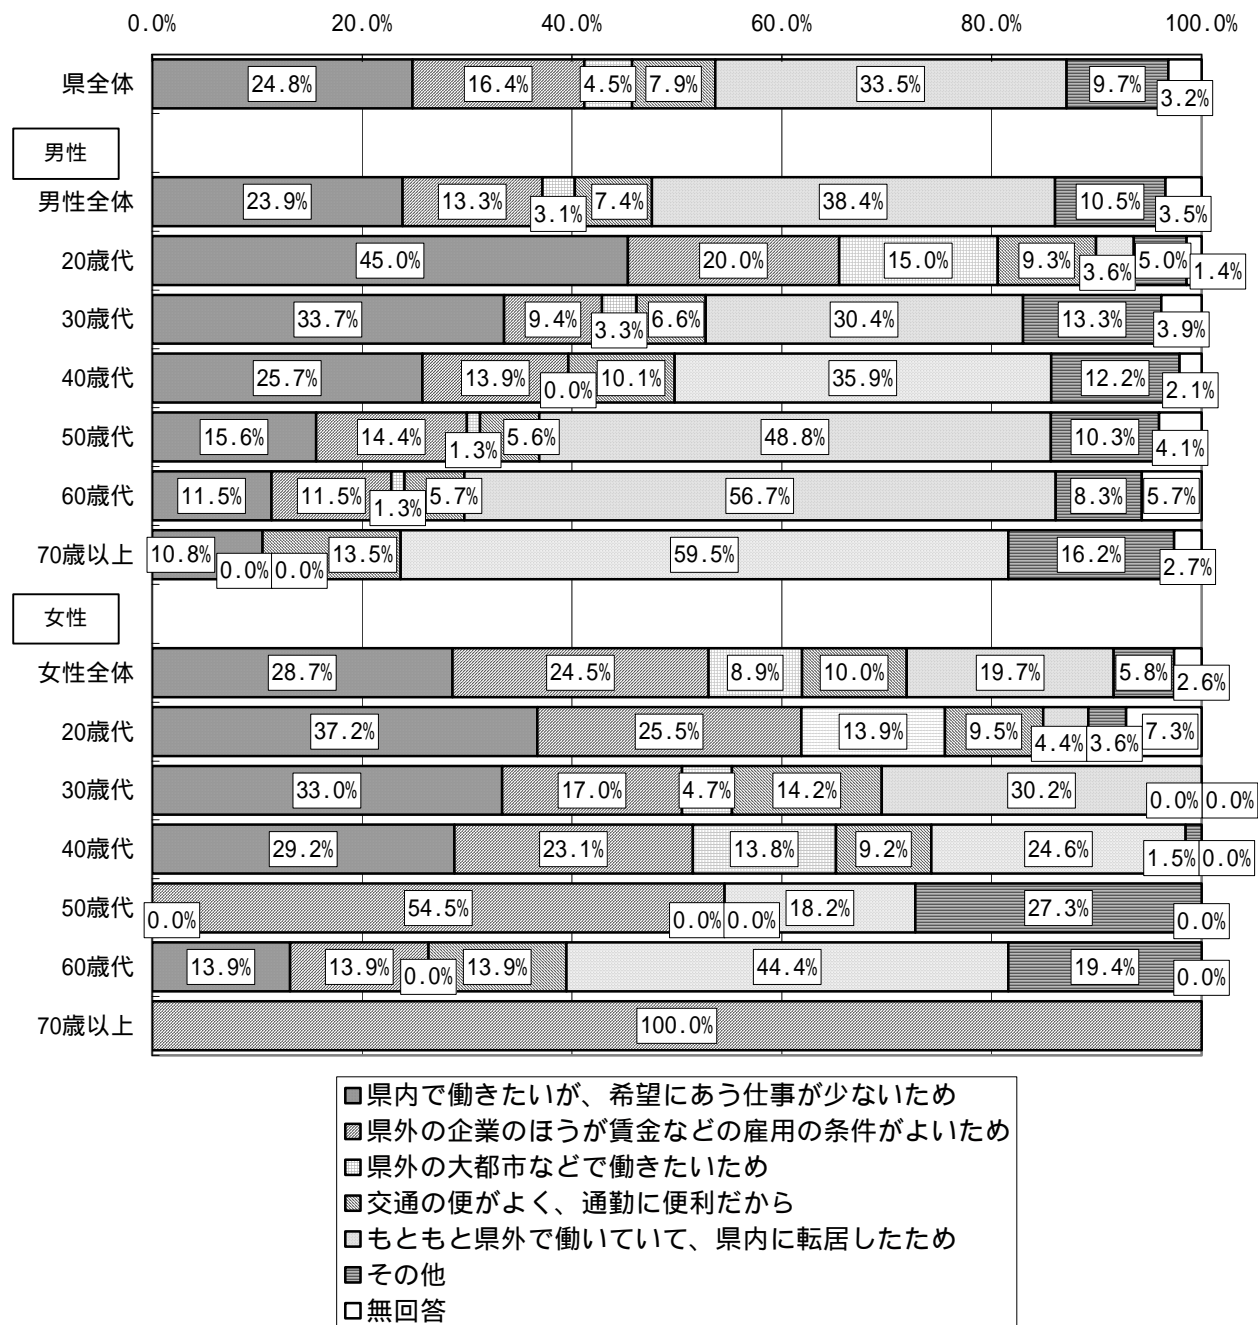 0.0% 20.0% 40.0% 60.0% 80.0% 100.0%
県全体 24.8% 16.4% 4.5% 7.9% 33.5% 9.7% 3.2%
男性
男性全体 23.9% 13.3% 3.1% 7.4% 38.4% 10.5% 3.5%
20歳代 45.0% 20.0% 15.0% 9.3% 3.6% 5.0% 1.4%
30歳代 33.7% 9.4% 3.3% 6.6% 30.4% 13.3% 3.9%
40歳代 25.7% 13.9% 0.0% 10.1% 35.9% 12.2% 2.1%
50歳代 15.6% 14.4% 1.3% 5.6% 48.8% 10.3% 4.1%
60歳代 11.5% 11.5% 1.3% 5.7% 56.7% 8.3% 5.7%
70歳以上 10.8% 0.0% 0.0% 13.5% 59.5% 16.2% 2.7%
女性
女性全体 28.7% 24.5% 8.9% 10.0% 19.7% 5.8% 2.6%
20歳代 37.2% 25.5% 13.9% 9.5% 4.4% 3.6% 7.3%
30歳代 33.0% 17.0% 4.7% 14.2% 30.2% 0.0% 0.0%
40歳代 29.2% 23.1% 13.8% 9.2% 24.6% 1.5% 0.0%
50歳代 0.0% 54.5% 0.0% 0.0% 18.2% 27.3% 0.0%
60歳代 13.9% 13.9% 0.0% 13.9% 44.4% 19.4% 0.0%
70歳以上 100.0%
県内で働きたいが、希望にあう仕事が少ないため
県外の企業のほうが賃金などの雇用の条件がよいため
県外の大都市などで働きたいため
交通の便がよく、通勤に便利だから
もともと県外で働いていて、県内に転居したため
その他
無回答